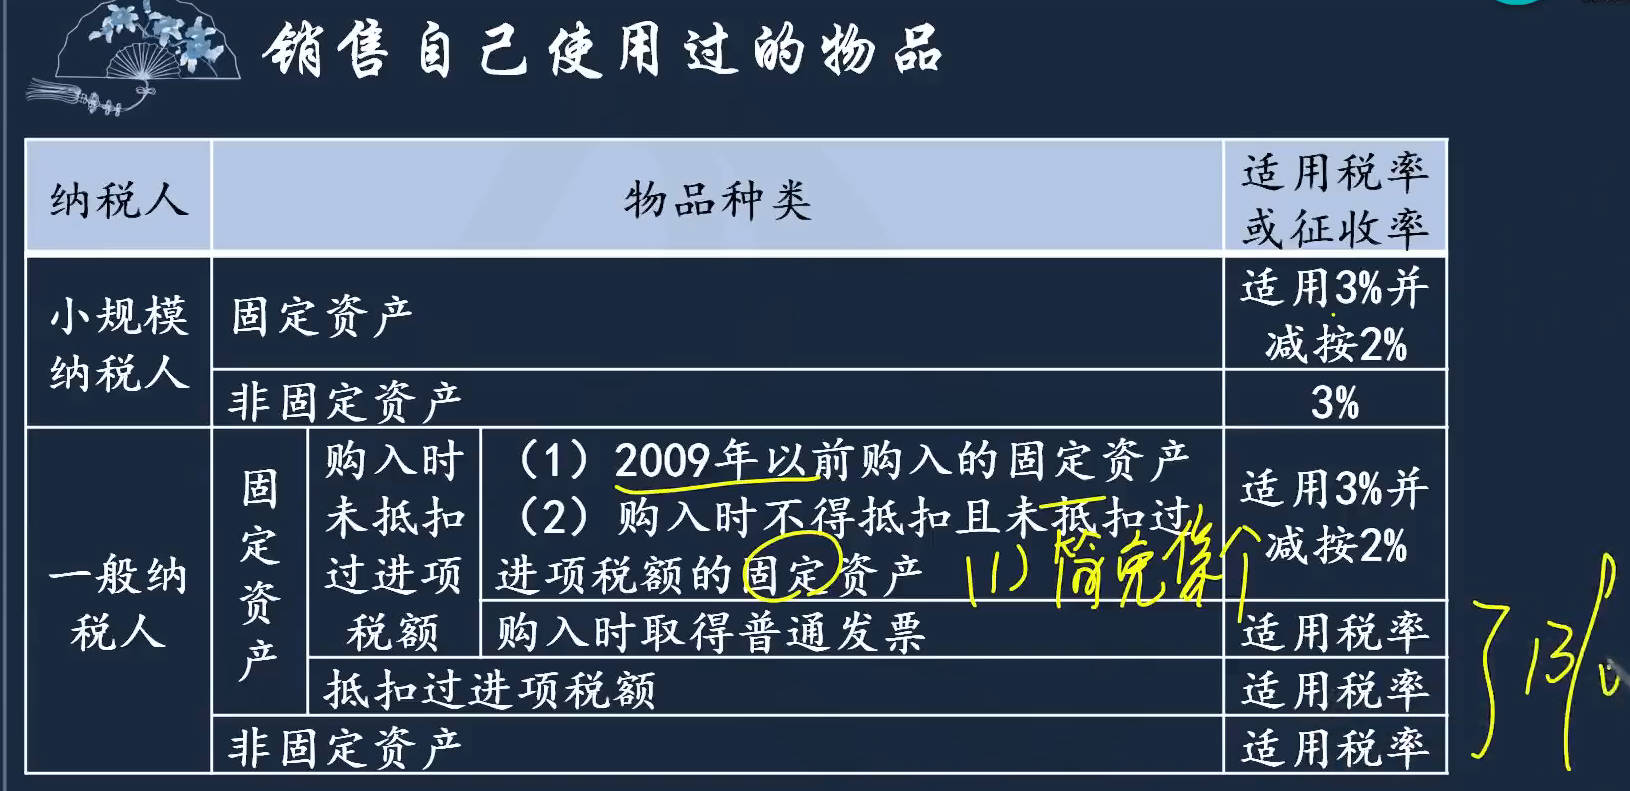 销售自己使用过的物品
纳税人
物品种类
适用税率
或征收率
小规模
纳税人
固定资产
适用3%并
减按2%
非固定资产
3%
一般纳
税人
固定资产
购入时
未抵扣
过进项
税额
（1）2009年以前购入的固定资产
（2）购入时不得抵扣且未抵扣过
进项税额的固定资产
适用3%并
减按2%
(1)简免
个
购入时取得普通发票
适用税率
抵扣过进项税额
适用税率
非固定资产
适用税率
13%